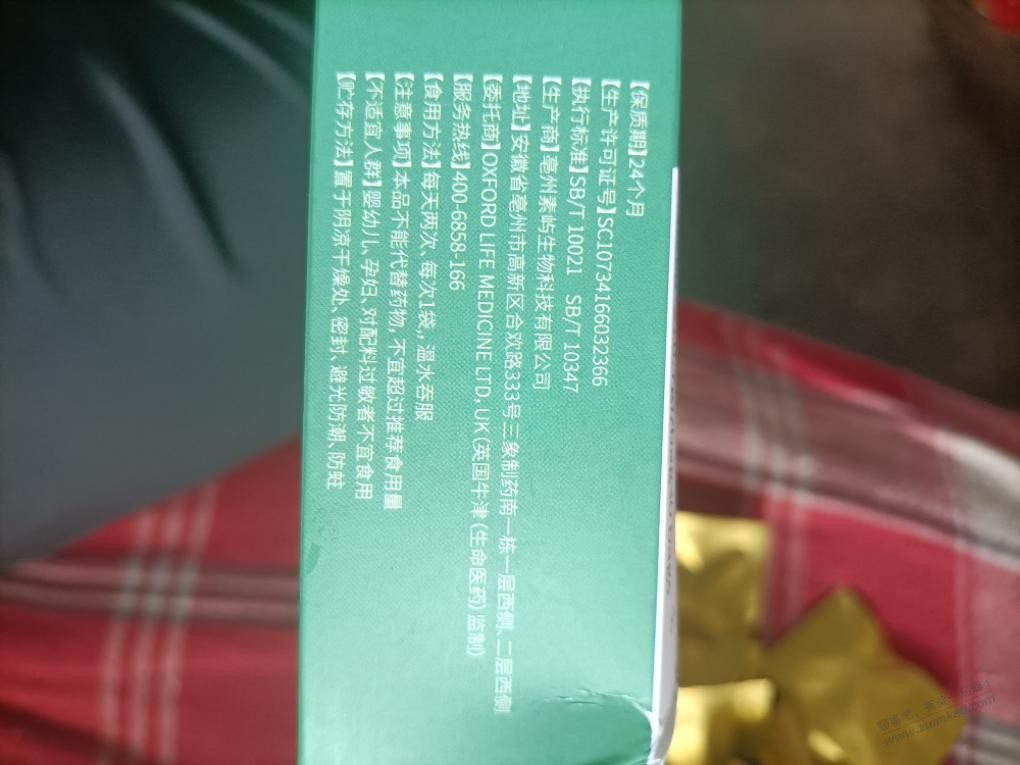 【保质期】24个月
【生产许可证号】SC10734166032366
【执行标准】SB/T 10021 SB/T 10347
【生产商】亳州素屿生物科技有限公司
【地址】安徽省亳州市高新区合欢路333号三象制药南一栋一层西侧、二层西侧
【委托商】OXFORD LIFE MEDICINE LTD, UK(英国牛津(生命医药)监制)
【服务热线】400-6858-166
【食用方法】每天两次、每次1袋,, 温水吞服
【注意事项】本品不能代替药物, 不宜超过推荐食用量
【不适宜人群】婴幼儿、孕妇、对配料过敏者不宜食用
【贮存方法】置于阴凉干燥处、密封、避光防潮、防蛀